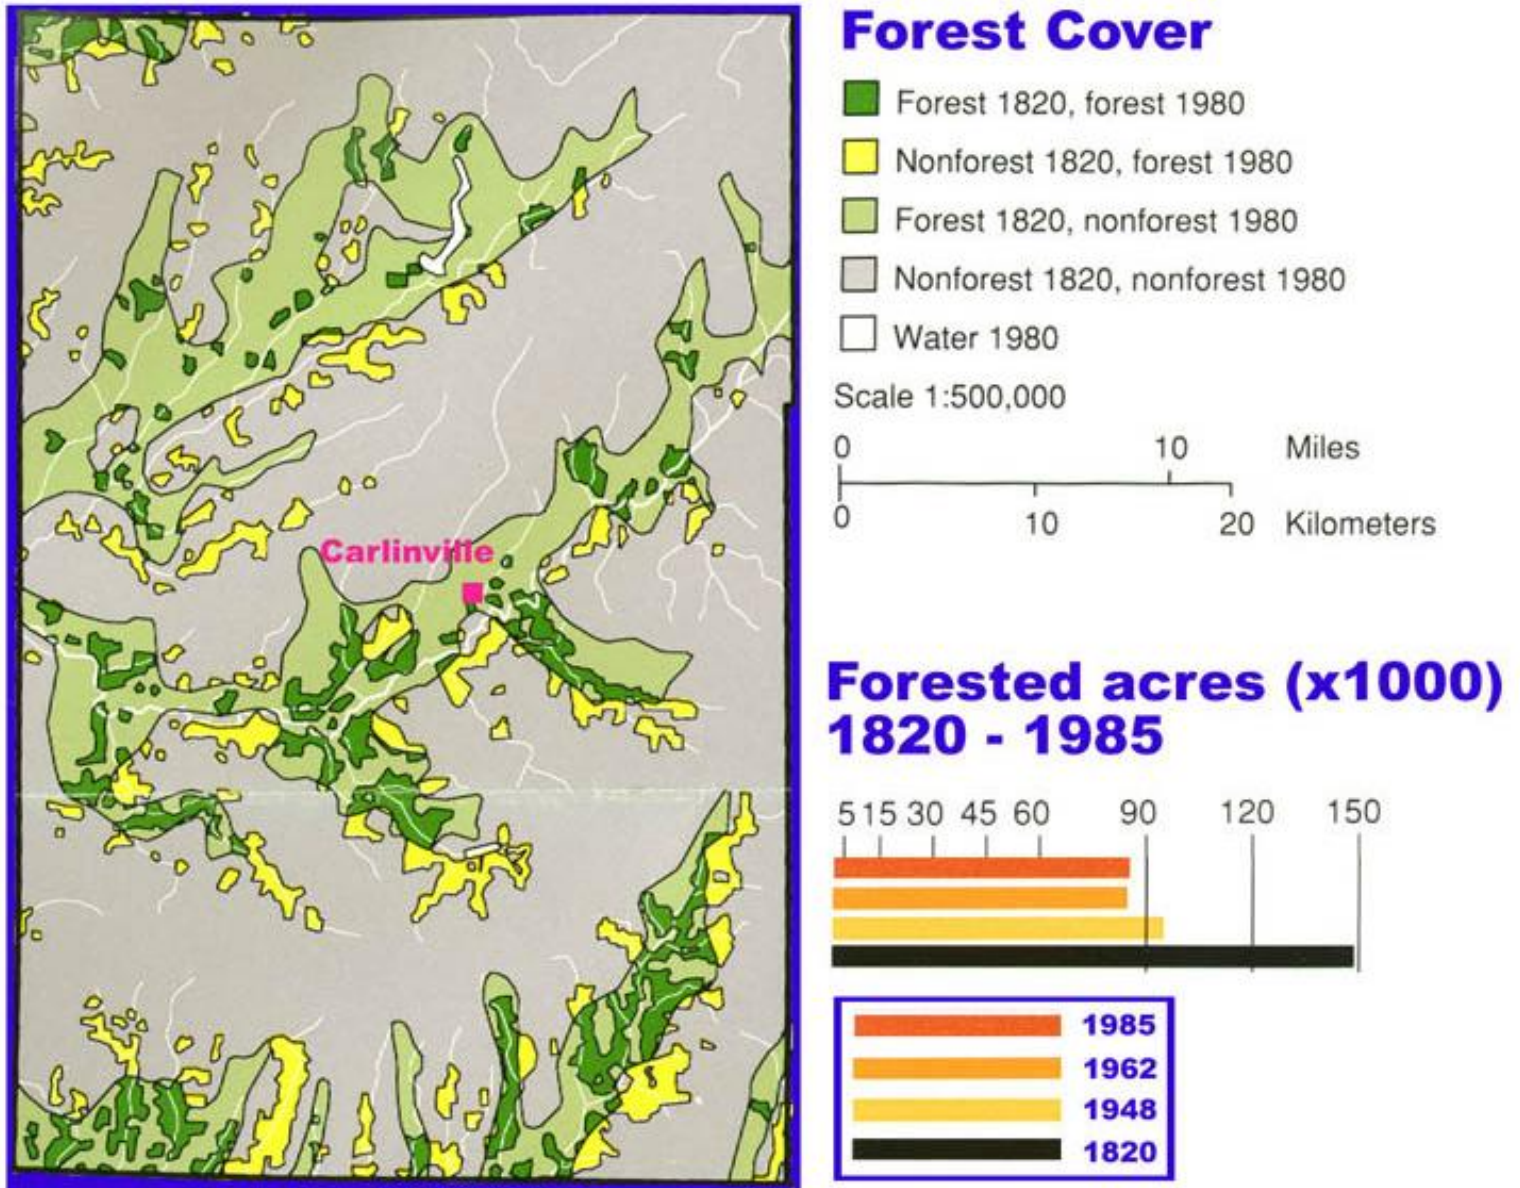 Forest Cover
Forest 1820, forest 1980
Nonforest 1820, forest 1980
Forest 1820, nonforest 1980
Nonforest 1820, nonforest 1980
Water 1980
Scale 1:500,000
0 10 Miles
0 10 20 Kilometers
Carlinville
Forested acres (x1000)
1820 - 1985
5 15 30 45 60 90 120 150
1985
1962
1948
1820